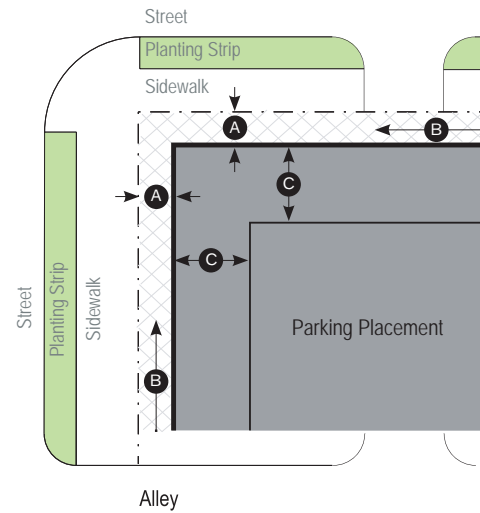 Street
Planting Strip
Sidewalk
A
B
C
A
C
Street
Planting Strip
Sidewalk
Parking Placement
B
Alley